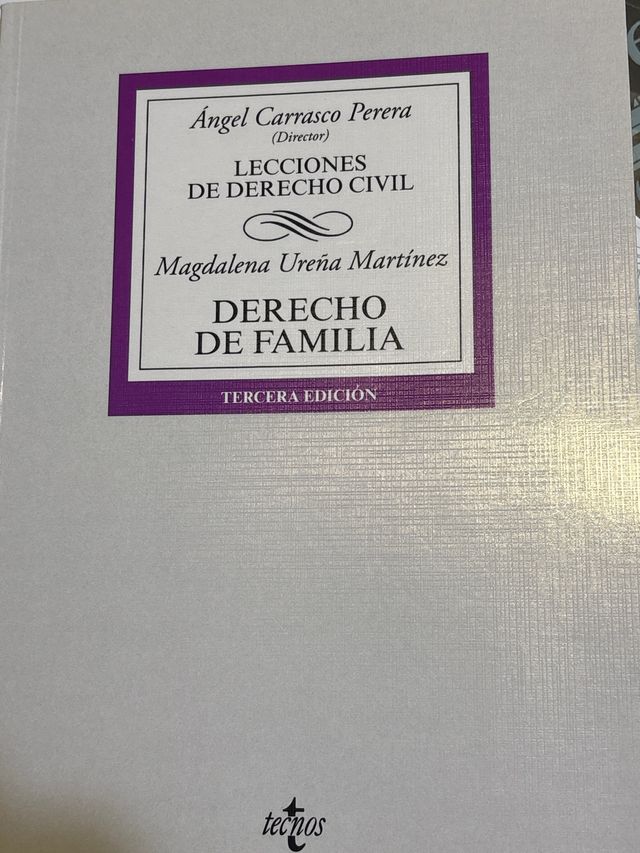 Ángel Carrasco Perera
(Director)
LECCIONES
DE DERECHO CIVIL
Magdalena Ureña Martínez
DERECHO
DE FAMILIA
TERCERA EDICIÓN
tecnos